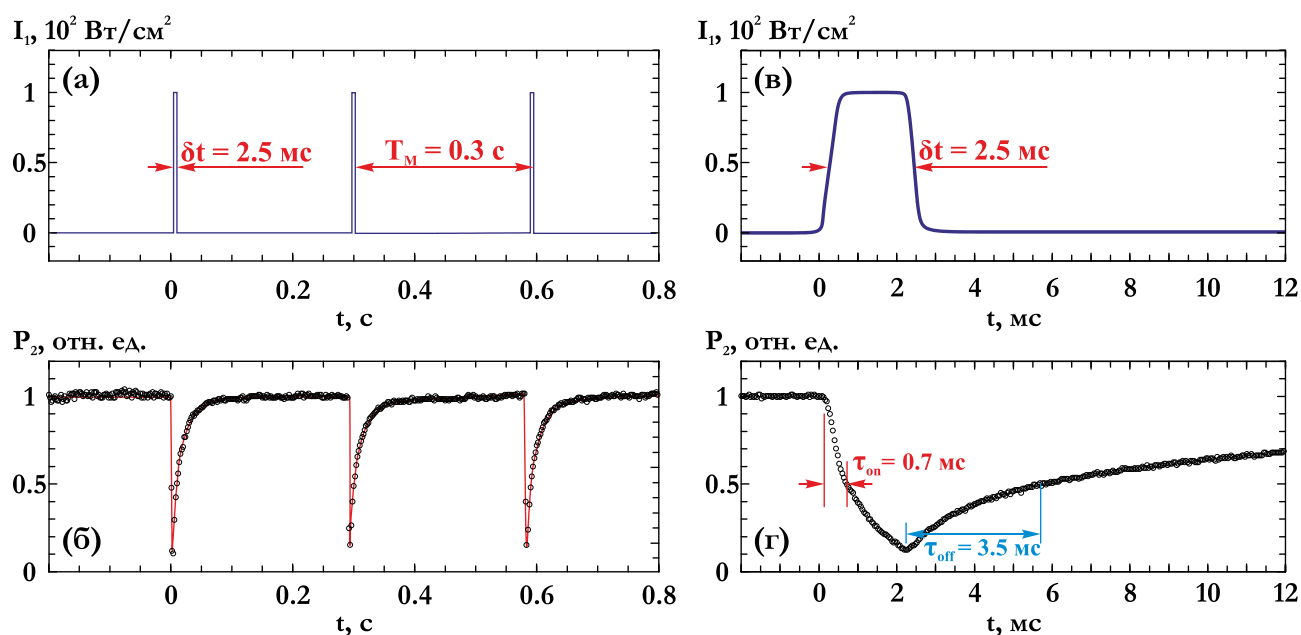 I₁, 10² Вт/см²
(а)
1
0.5
0
δt = 2.5 мс
T_M = 0.3 с
0 0.2 0.4 0.6 0.8
t, с
I₁, 10² Вт/см²
(в)
1
0.5
0
δt = 2.5 мс
0 2 4 6 8 10 12
t, мс
P₂, отн. ед.
1
0.5
0
(б)
0 0.2 0.4 0.6 0.8
t, с
P₂, отн. ед.
1
0.5
0
τ_on = 0.7 мс
τ_off = 3.5 мс
(г)
0 2 4 6 8 10 12
t, мс